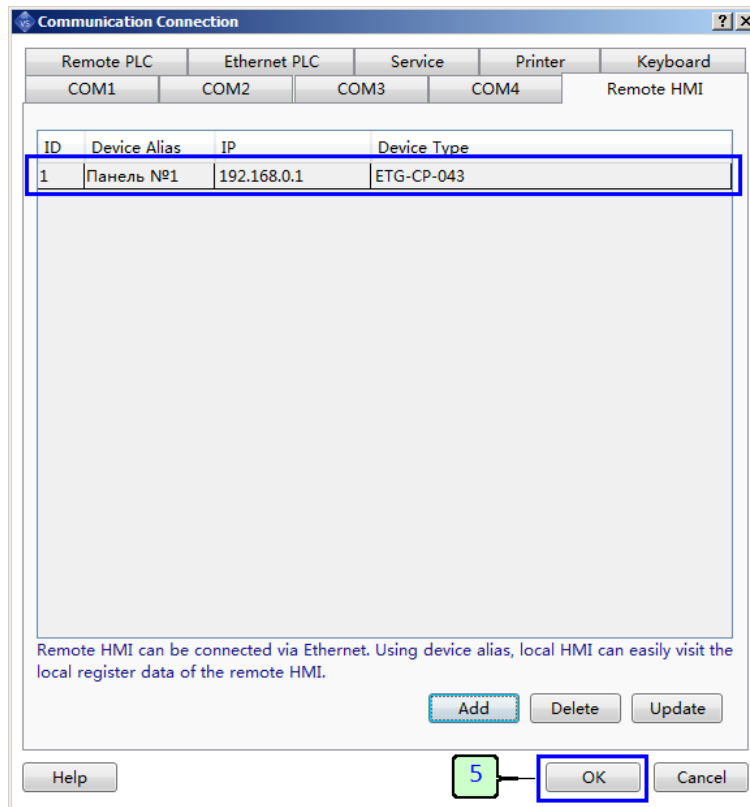 Communication Connection
Remote PLC Ethernet PLC Service Printer Keyboard
COM1 COM2 COM3 COM4 Remote HMI
ID Device Alias IP Device Type
1 Панель №1 192.168.0.1 ETG-CP-043
Remote HMI can be connected via Ethernet. Using device alias, local HMI can easily visit the
local register data of the remote HMI.
Add Delete Update
Help 5 OK Cancel